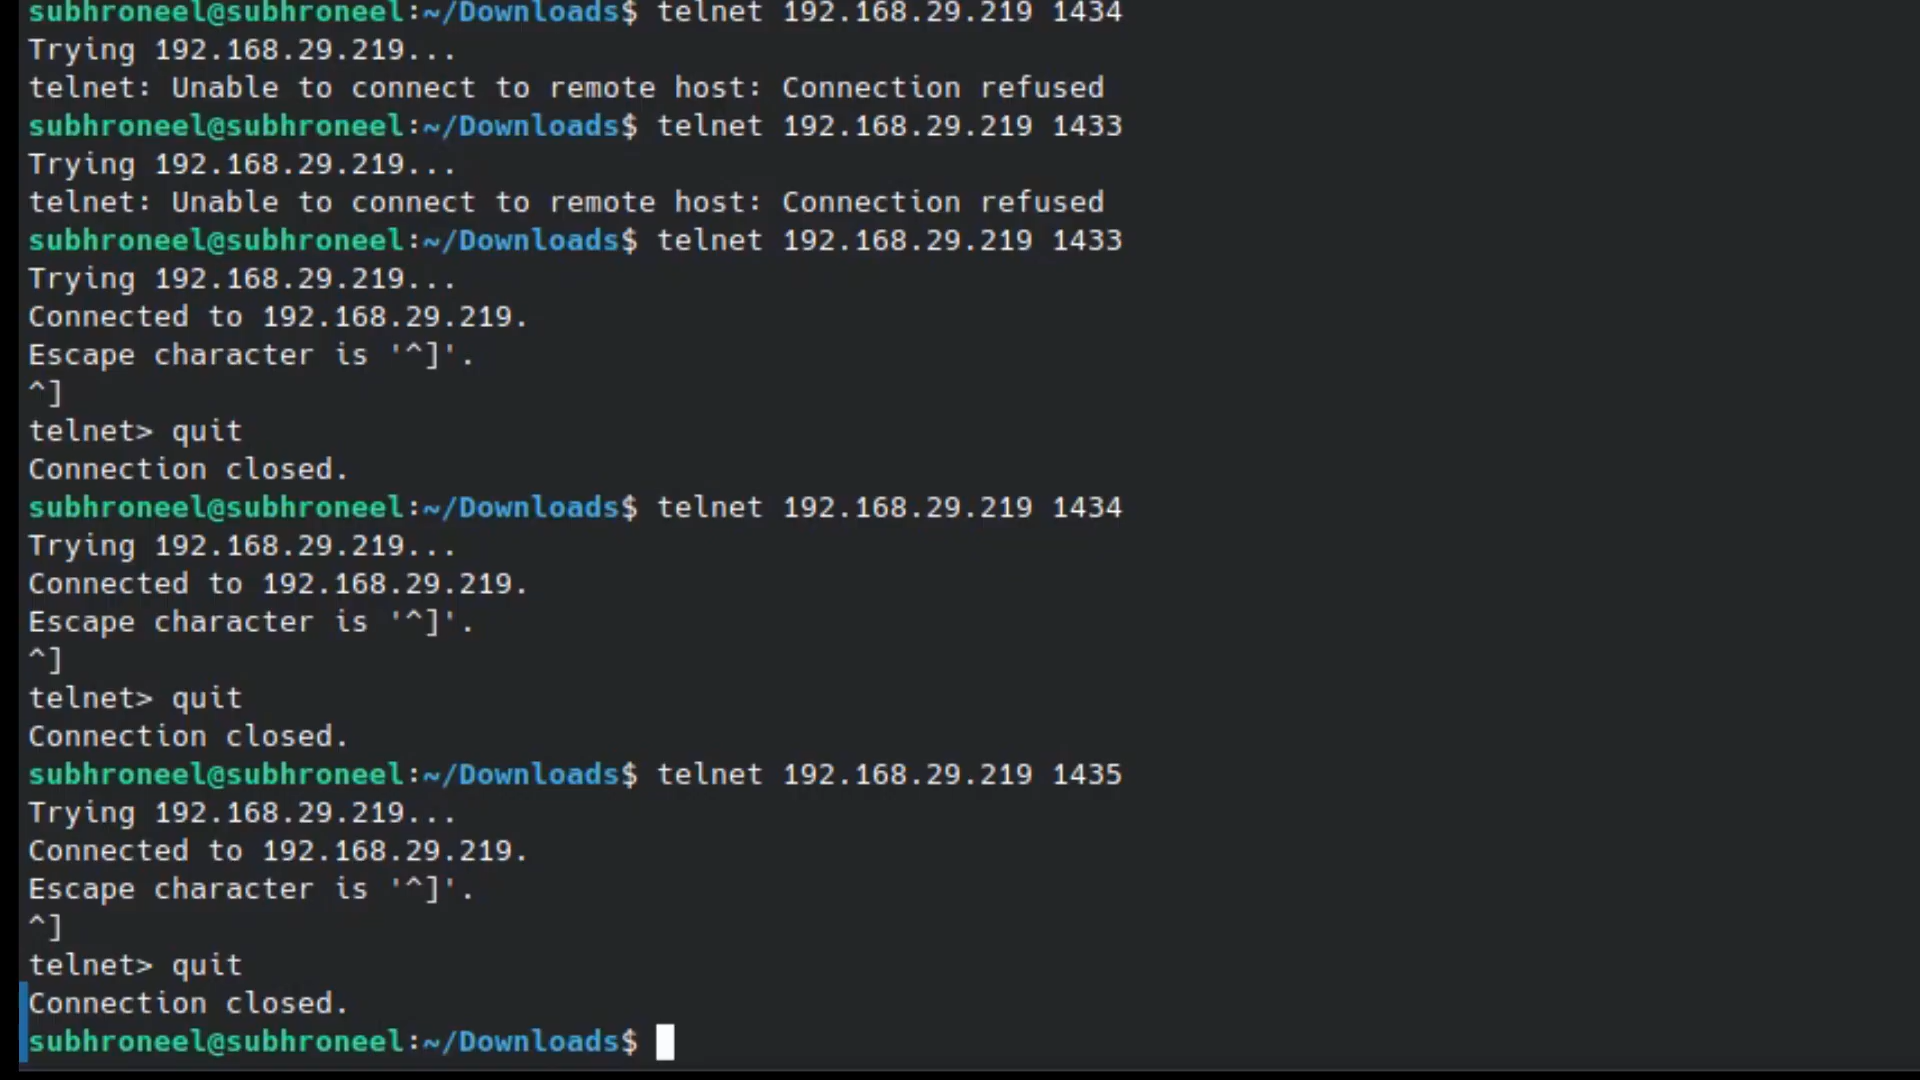 subhroneel@subhroneel:~/Downloads$ telnet 192.168.29.219 1434
Trying 192.168.29.219...
telnet: Unable to connect to remote host: Connection refused
subhroneel@subhroneel:~/Downloads$ telnet 192.168.29.219 1433
Trying 192.168.29.219...
telnet: Unable to connect to remote host: Connection refused
subhroneel@subhroneel:~/Downloads$ telnet 192.168.29.219 1433
Trying 192.168.29.219...
Connected to 192.168.29.219.
Escape character is '^]'.
^]
telnet> quit
Connection closed.
subhroneel@subhroneel:~/Downloads$ telnet 192.168.29.219 1434
Trying 192.168.29.219...
Connected to 192.168.29.219.
Escape character is '^]'.
^]
telnet> quit
Connection closed.
subhroneel@subhroneel:~/Downloads$ telnet 192.168.29.219 1435
Trying 192.168.29.219...
Connected to 192.168.29.219.
Escape character is '^]'.
^]
telnet> quit
Connection closed.
subhroneel@subhroneel:~/Downloads$